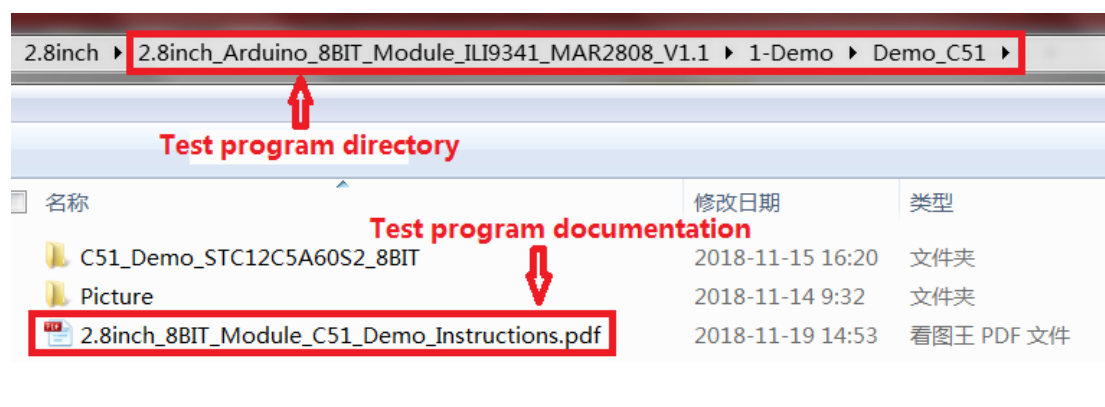 2.8inch ▸ 2.8inch_Arduino_8BIT_Module_ILI9341_MAR2808_V1.1 ▸ 1-Demo ▸ Demo_C51 ▸
Test program directory
名称 修改日期 类型
Test program documentation
C51_Demo_STC12C5A60S2_8BIT 2018-11-15 16:20 文件夹
Picture 2018-11-14 9:32 文件夹
2.8inch_8BIT_Module_C51_Demo_Instructions.pdf 2018-11-19 14:53 看图王 PDF 文件